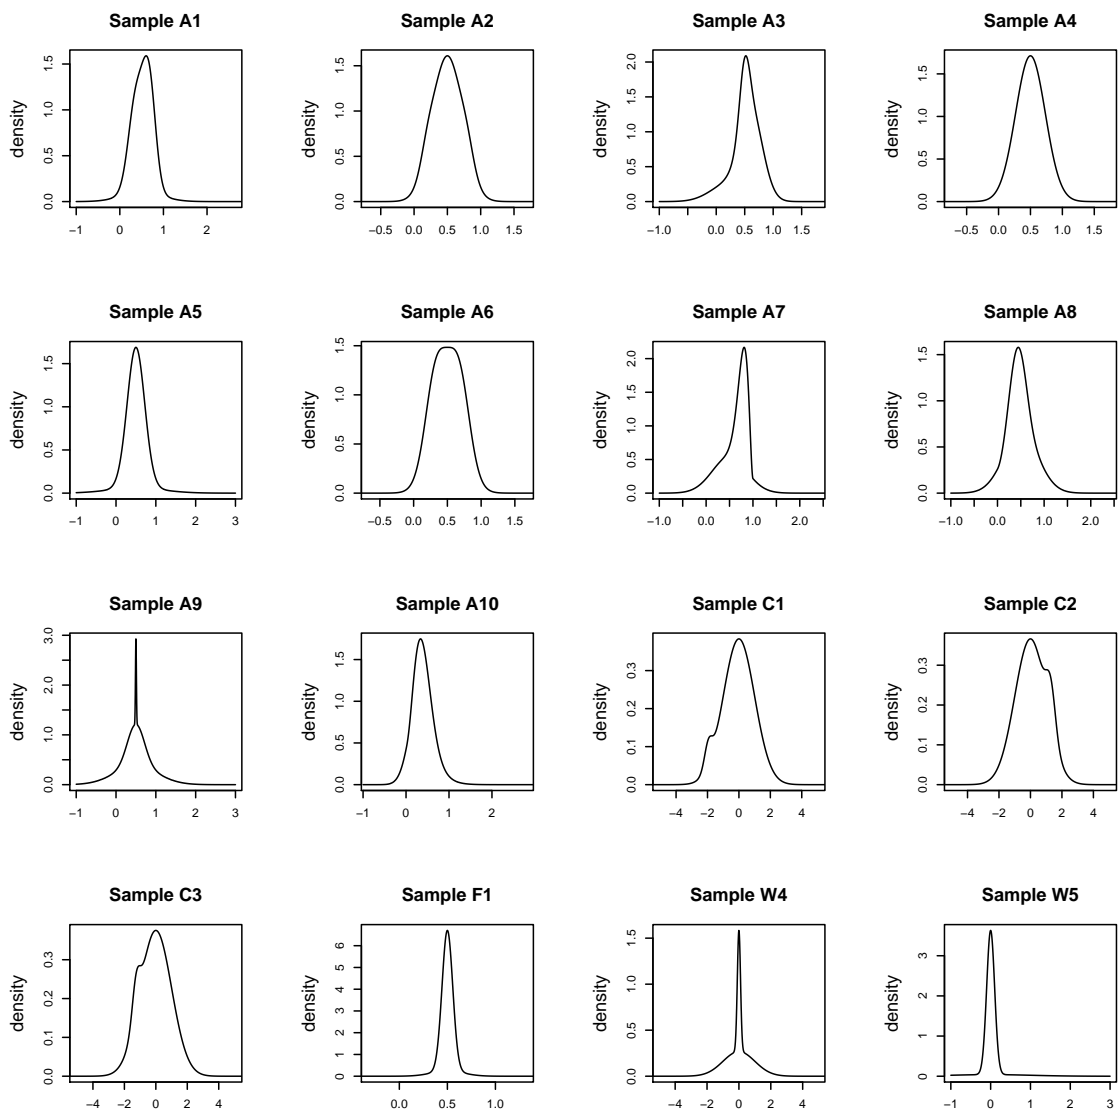 Sample A1
density
0.0 0.5 1.0 1.5
−1 0 1 2
Sample A2
density
0.0 0.5 1.0 1.5
−0.5 0.0 0.5 1.0 1.5
Sample A3
density
0.0 0.5 1.0 1.5 2.0
−1.0 0.0 0.5 1.0 1.5
Sample A4
density
0.0 0.5 1.0 1.5
−0.5 0.0 0.5 1.0 1.5
Sample A5
density
0.0 0.5 1.0 1.5
−1 0 1 2 3
Sample A6
density
0.0 0.5 1.0 1.5
−0.5 0.0 0.5 1.0 1.5
Sample A7
density
0.0 0.5 1.0 1.5 2.0
−1.0 0.0 1.0 2.0
Sample A8
density
0.0 0.5 1.0 1.5
−1.0 0.0 1.0 2.0
Sample A9
density
0.0 1.0 2.0 3.0
−1 0 1 2 3
Sample A10
density
0.0 0.5 1.0 1.5
−1 0 1 2
Sample C1
density
0.0 0.1 0.2 0.3
−4 −2 0 2 4
Sample C2
density
0.0 0.1 0.2 0.3
−4 −2 0 2 4
Sample C3
density
0.0 0.1 0.2 0.3
−4 −2 0 2 4
Sample F1
density
0 1 2 3 4 5 6
0.0 0.5 1.0
Sample W4
density
0.0 0.5 1.0 1.5
−4 −2 0 2 4
Sample W5
density
0 1 2 3
−1 0 1 2 3